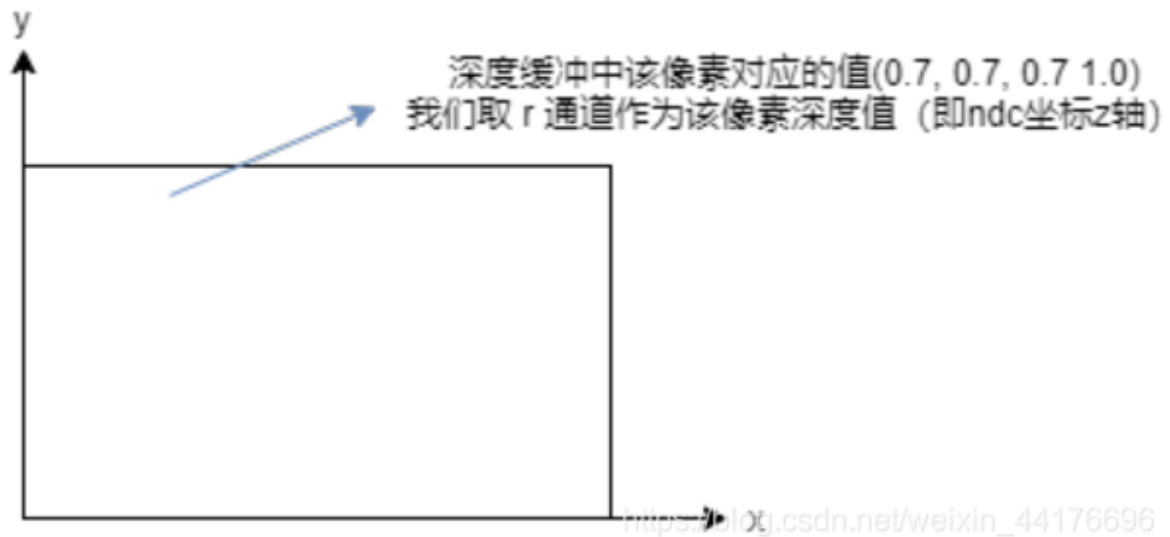 y
深度缓冲中该像素对应的值(0.7, 0.7, 0.7 1.0)
我们取 r 通道作为该像素深度值（即ndc坐标z轴）
x
https://blog.csdn.net/weixin_44176696